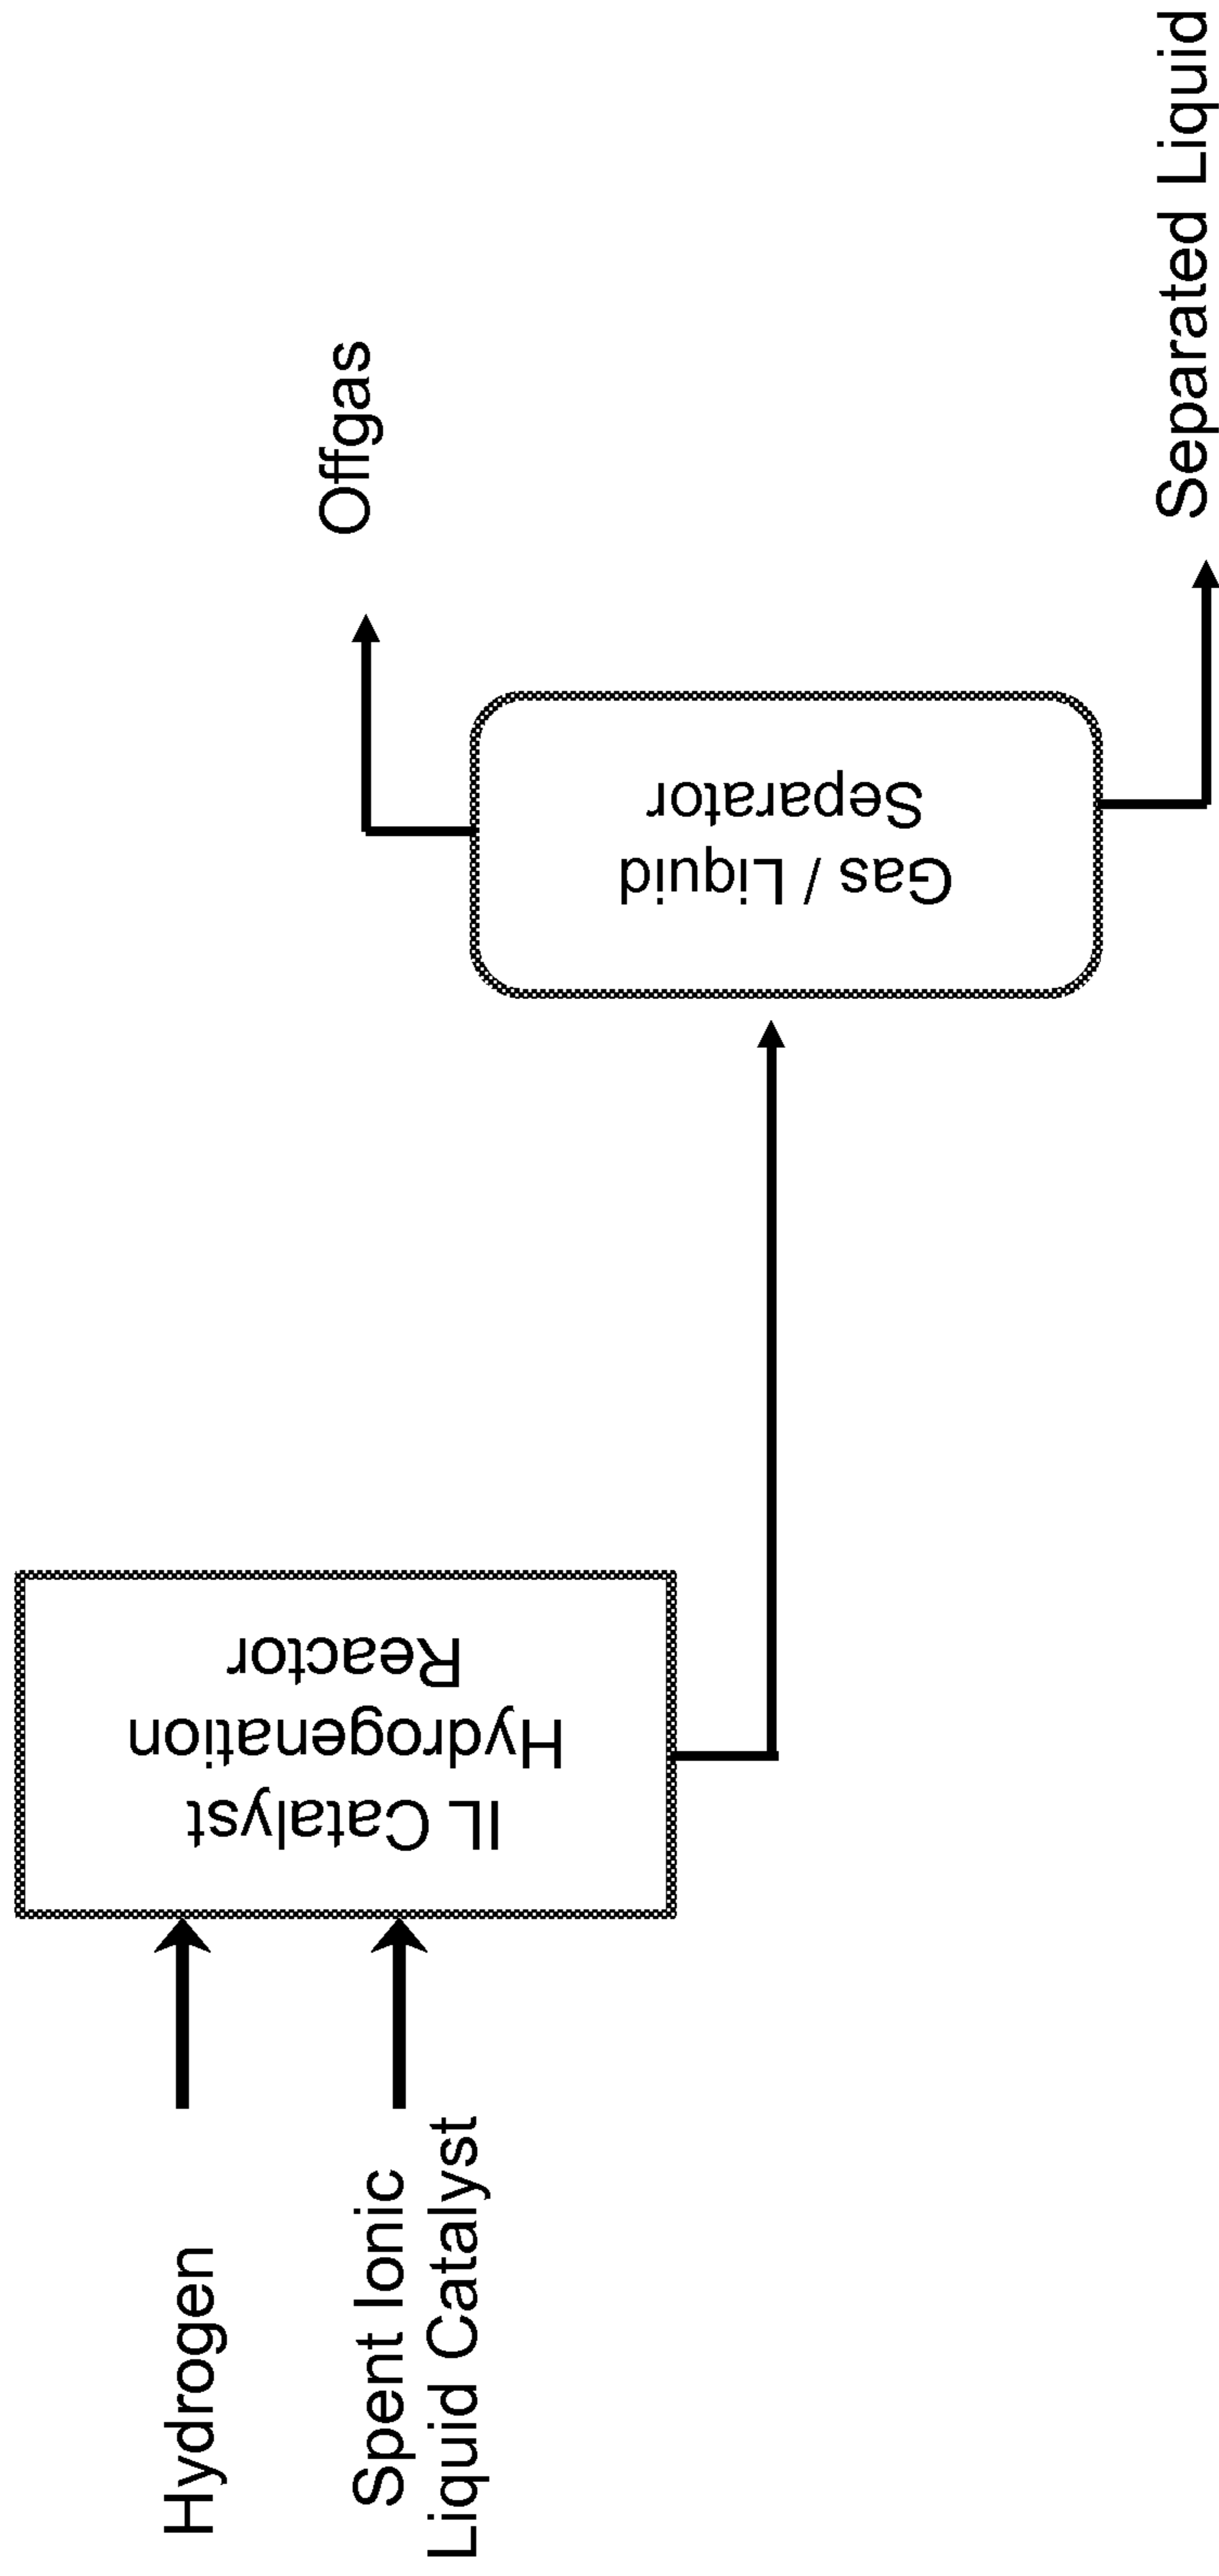 Hydrogen
Spent Ionic
Liquid Catalyst
IL Catalyst
Hydrogenation
Reactor
Gas / Liquid
Separator
Offgas
Separated Liquid